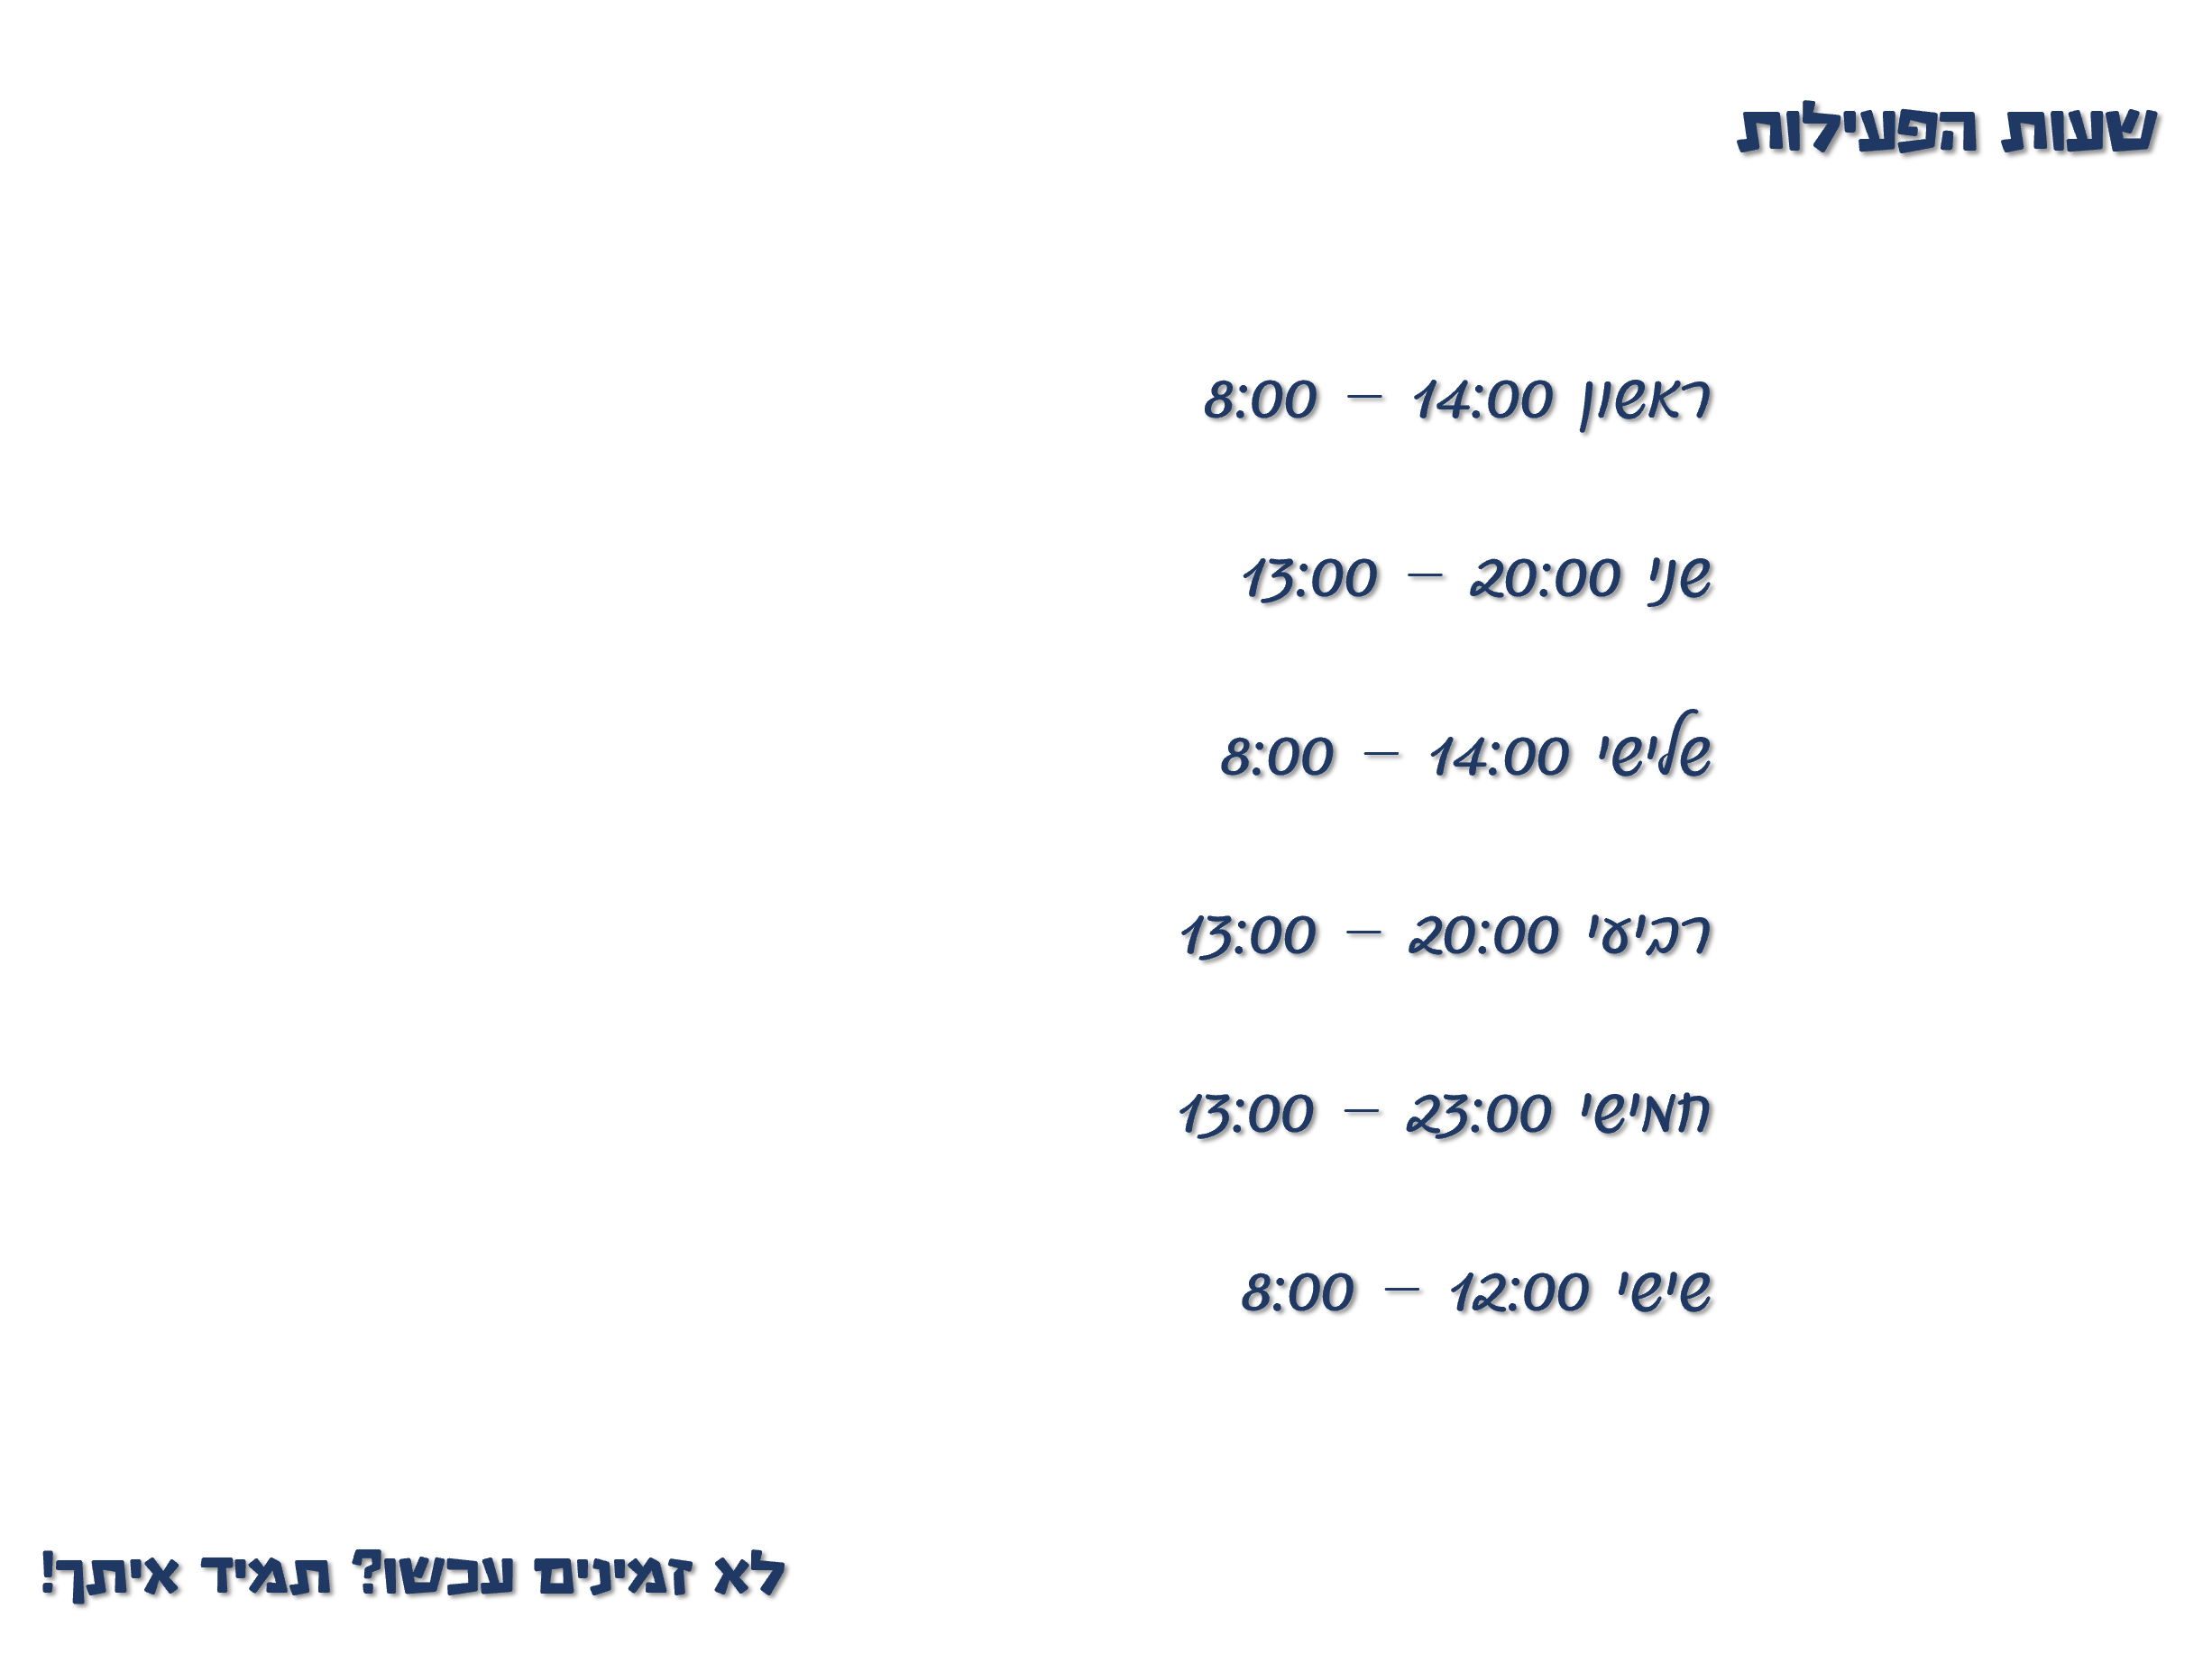 שעות הפעילות
ראשון 14:00 – 8:00
שני 20:00 – 13:00
שלישי 14:00 – 8:00
רביעי 20:00 – 13:00
חמישי 23:00 – 13:00
שישי 12:00 – 8:00
לא זמינים עכשו? תמיד איתך!